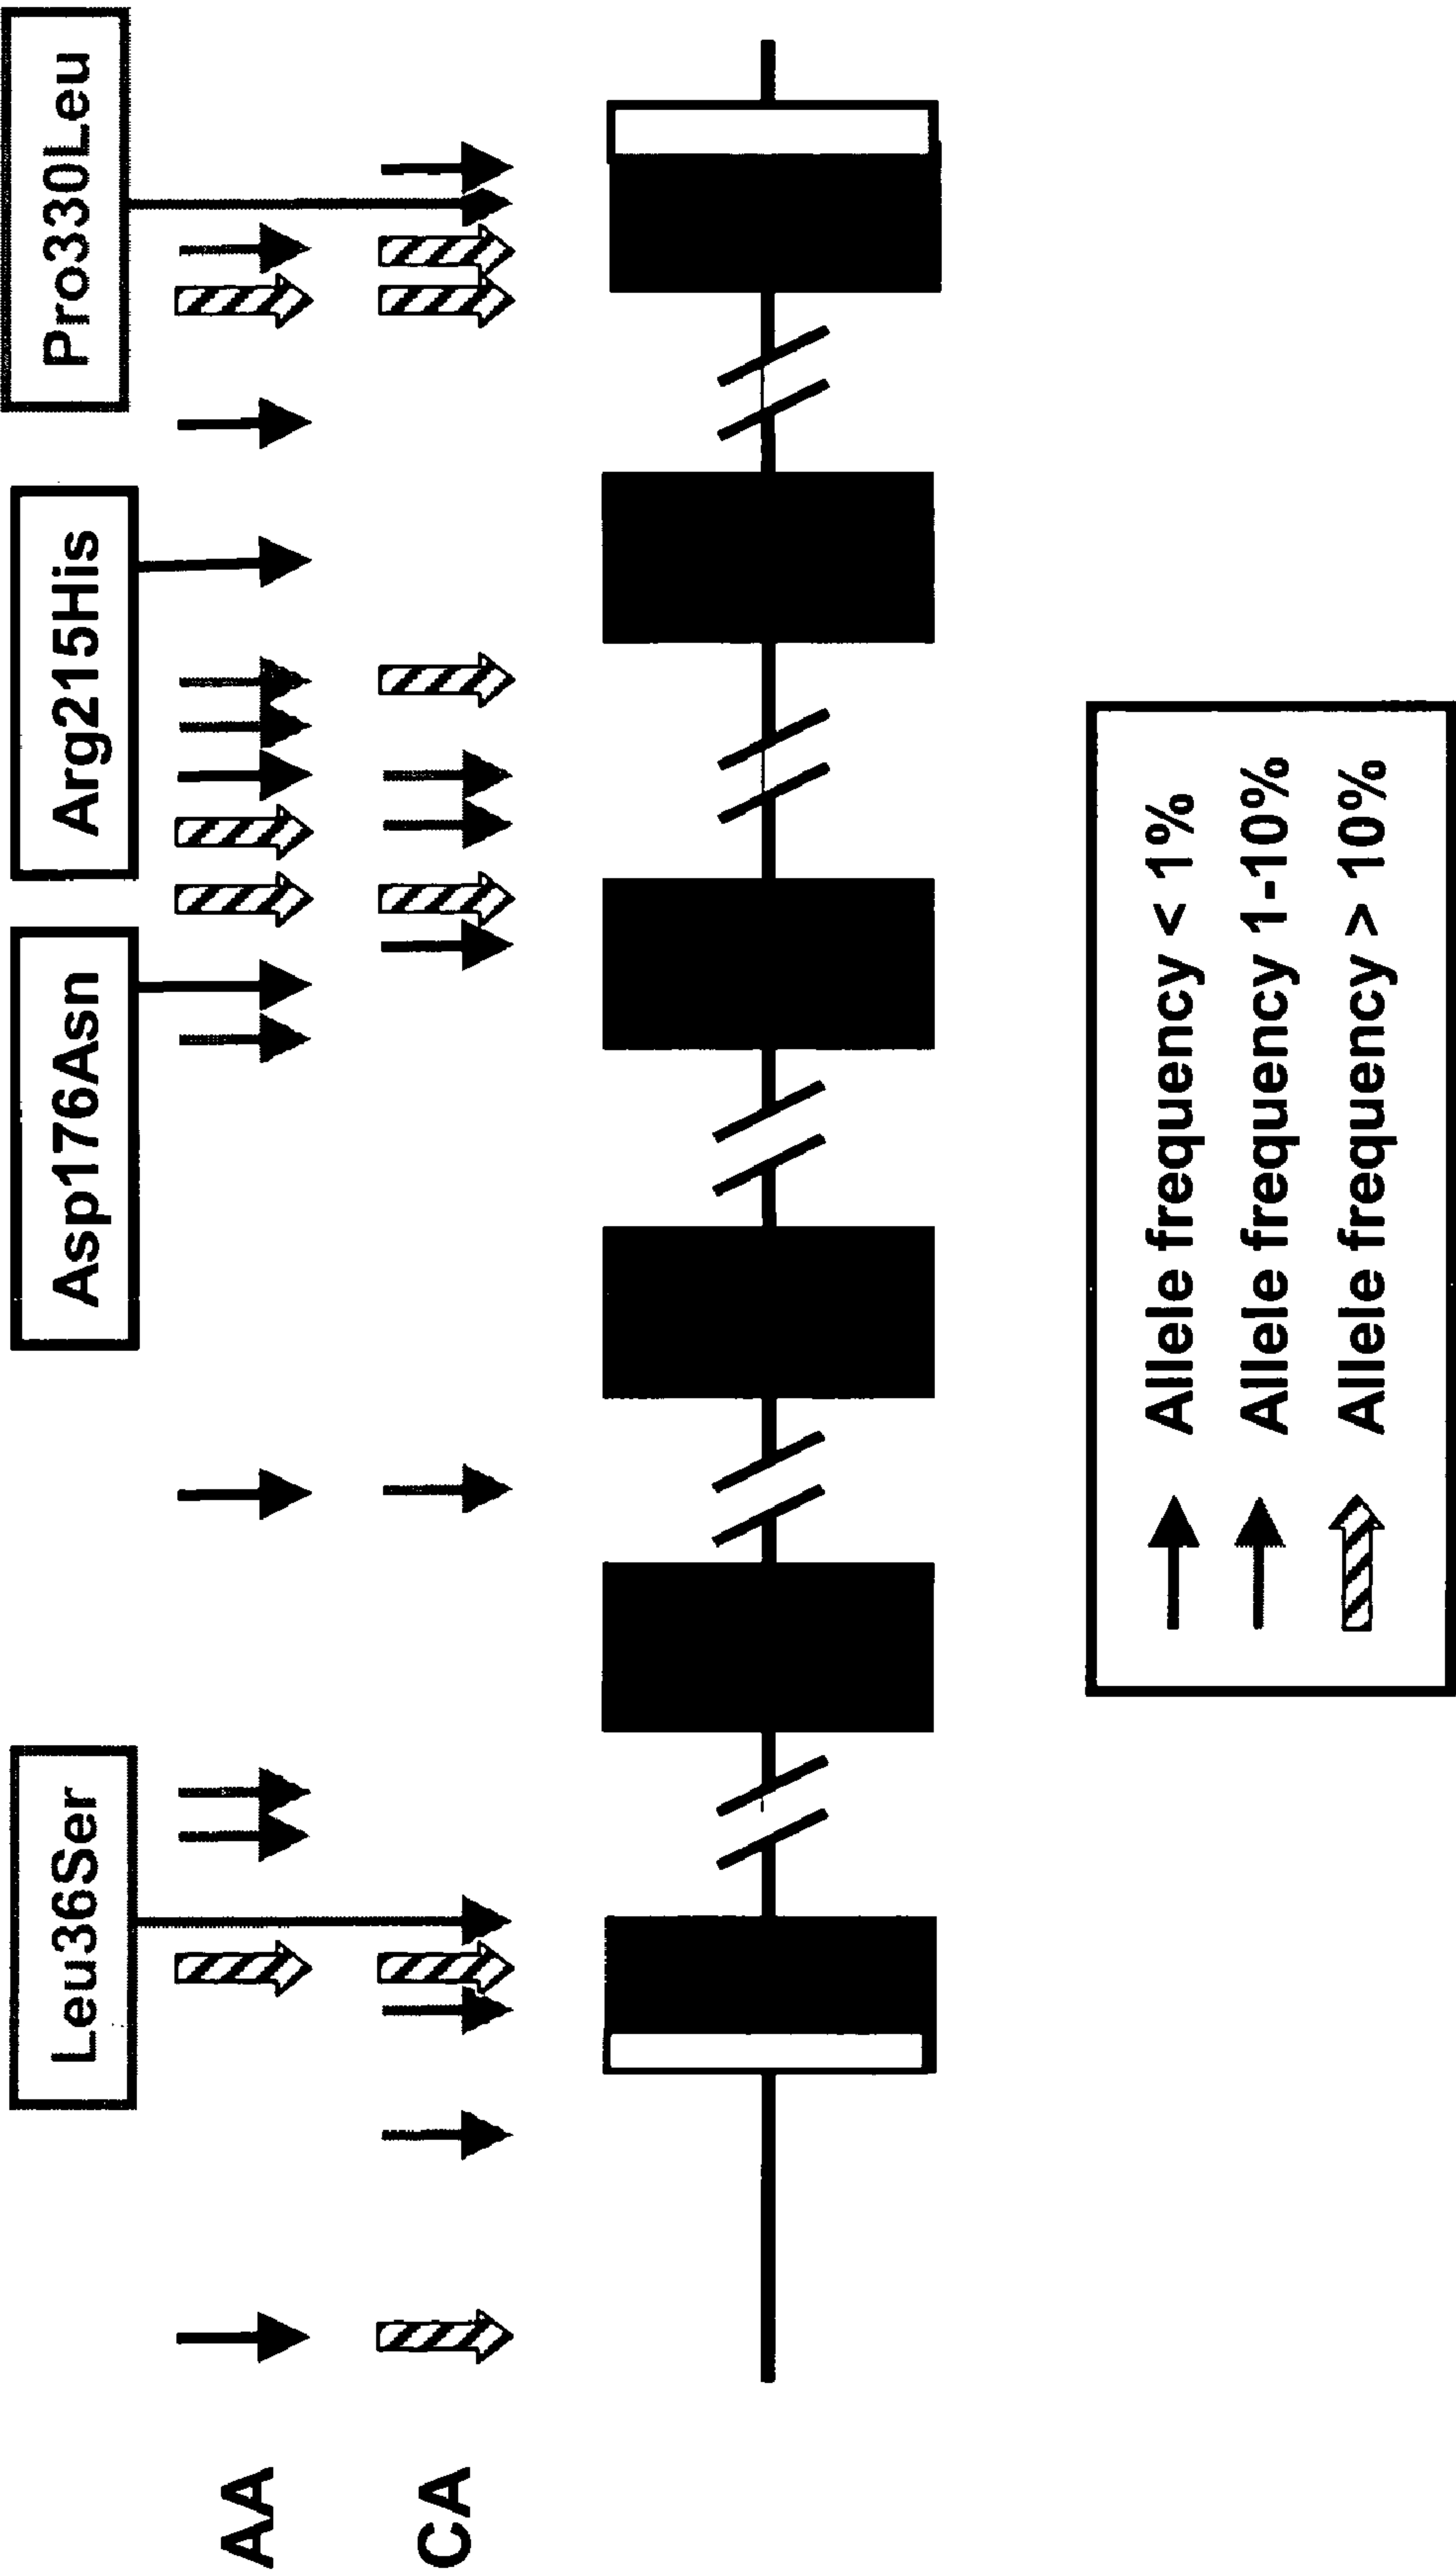 Leu36Ser
Asp176Asn
Arg215His
Pro330Leu
AA
CA
Allele frequency < 1%
Allele frequency 1-10%
Allele frequency > 10%